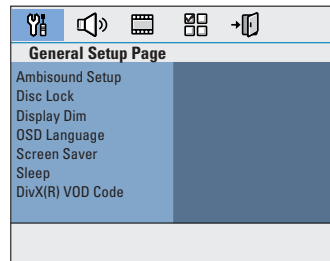 General Setup Page
Ambisound Setup
Disc Lock
Display Dim
OSD Language
Screen Saver
Sleep
DivX(R) VOD Code